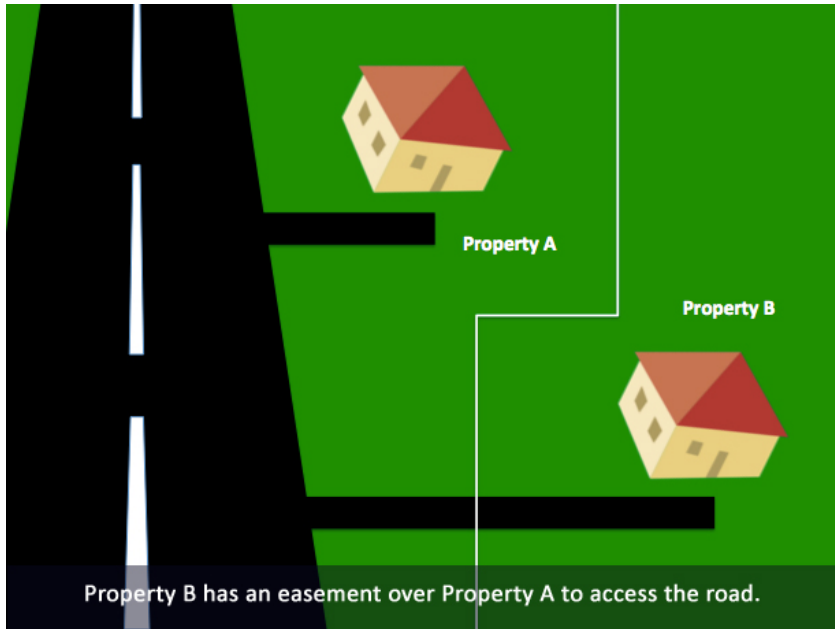 Property A
Property B
Property B has an easement over Property A to access the road.